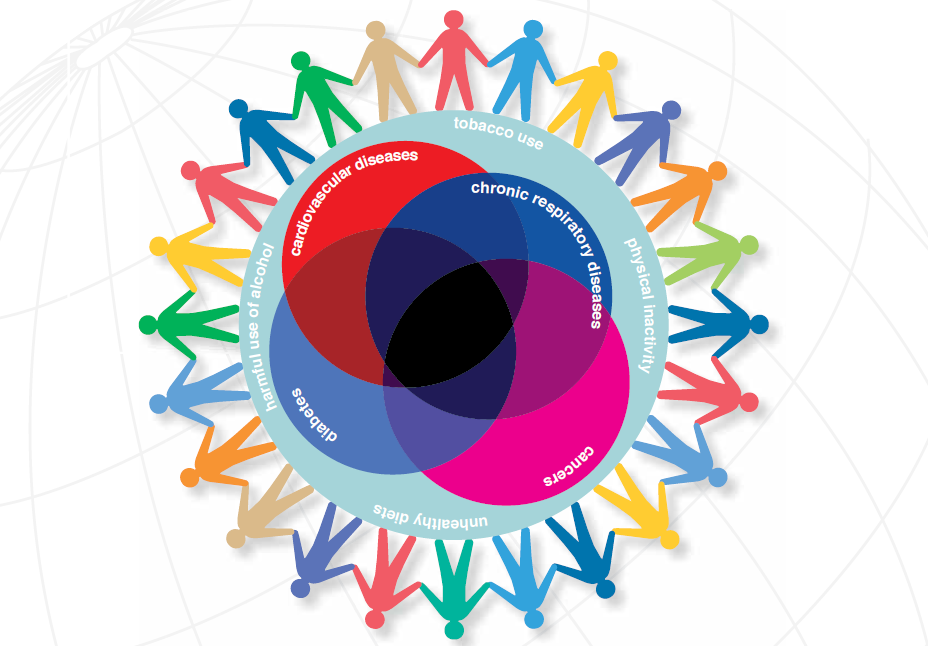 tobacco use
cardiovascular diseases
chronic respiratory diseases
physical inactivity
harmful use of alcohol
diabetes
cancers
unhealthy diets